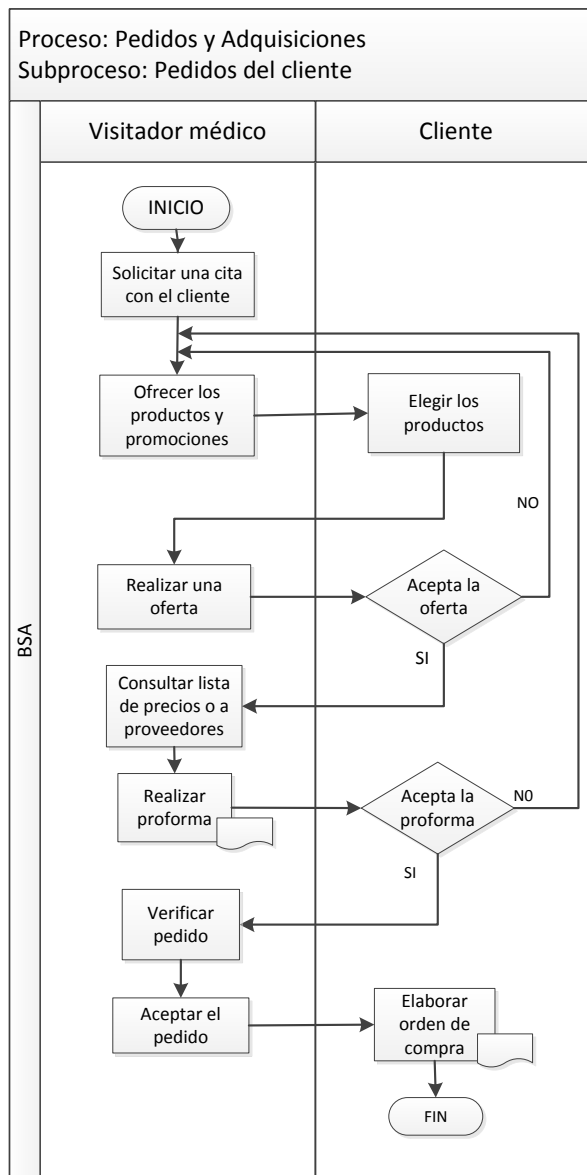 Proceso: Pedidos y Adquisiciones
Subproceso: Pedidos del cliente
BSA
Visitador médico
Cliente
INICIO
Solicitar una cita
con el cliente
Ofrecer los
productos y
promociones
Elegir los
productos
NO
Realizar una
oferta
Acepta la
oferta
SI
Consultar lista
de precios o a
proveedores
Realizar
proforma
Acepta la
proforma
N0
SI
Verificar
pedido
Aceptar el
pedido
Elaborar
orden de
compra
FIN